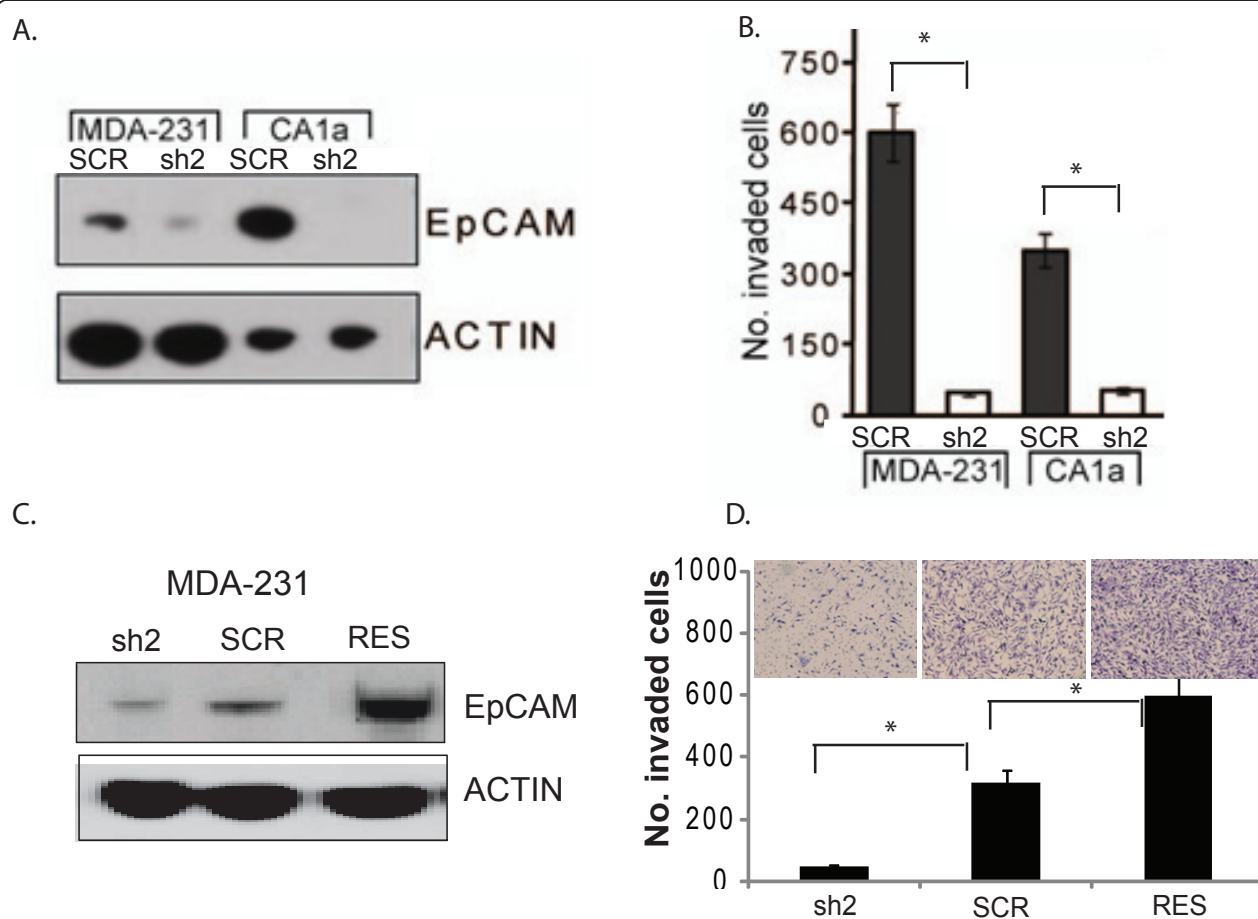 A.
MDA-231 CA1a
SCR sh2 SCR sh2
EpCAM
ACTIN
B.
*
*
No. invaded cells
750
600
450
300
150
0
SCR sh2 SCR sh2
MDA-231 CA1a
C.
MDA-231
sh2 SCR RES
EpCAM
ACTIN
D.
No. invaded cells
1000
800
600
400
200
0
*
*
sh2 SCR RES